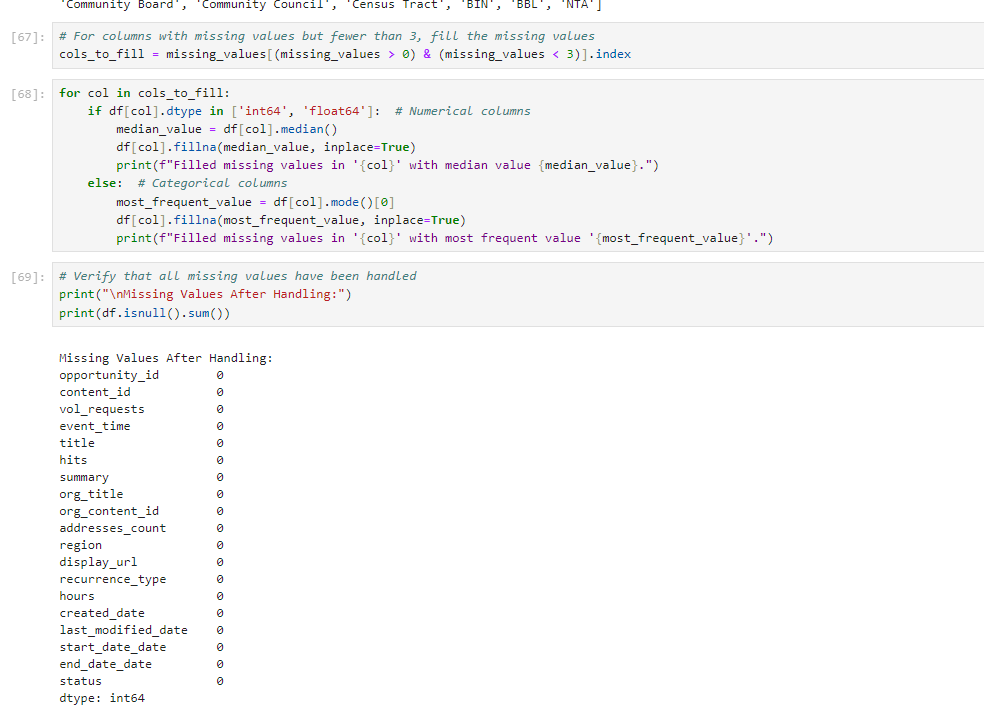 'Community Board', 'Community Council', 'Census Tract', 'BIN', 'BBL', 'NTA']
[67]: # For columns with missing values but fewer than 3, fill the missing values
cols_to_fill = missing_values[(missing_values > 0) & (missing_values < 3)].index
[68]: for col in cols_to_fill:
    if df[col].dtype in ['int64', 'float64']:  # Numerical columns
        median_value = df[col].median()
        df[col].fillna(median_value, inplace=True)
        print(f"Filled missing values in '{col}' with median value {median_value}.")
    else:  # Categorical columns
        most_frequent_value = df[col].mode()[0]
        df[col].fillna(most_frequent_value, inplace=True)
        print(f"Filled missing values in '{col}' with most frequent value '{most_frequent_value}'.")
[69]: # Verify that all missing values have been handled
print("\nMissing Values After Handling:")
print(df.isnull().sum())
Missing Values After Handling:
opportunity_id        0
content_id            0
vol_requests          0
event_time            0
title                 0
hits                  0
summary               0
org_title             0
org_content_id        0
addresses_count       0
region                0
display_url           0
recurrence_type       0
hours                 0
created_date          0
last_modified_date    0
start_date_date       0
end_date_date         0
status                0
dtype: int64